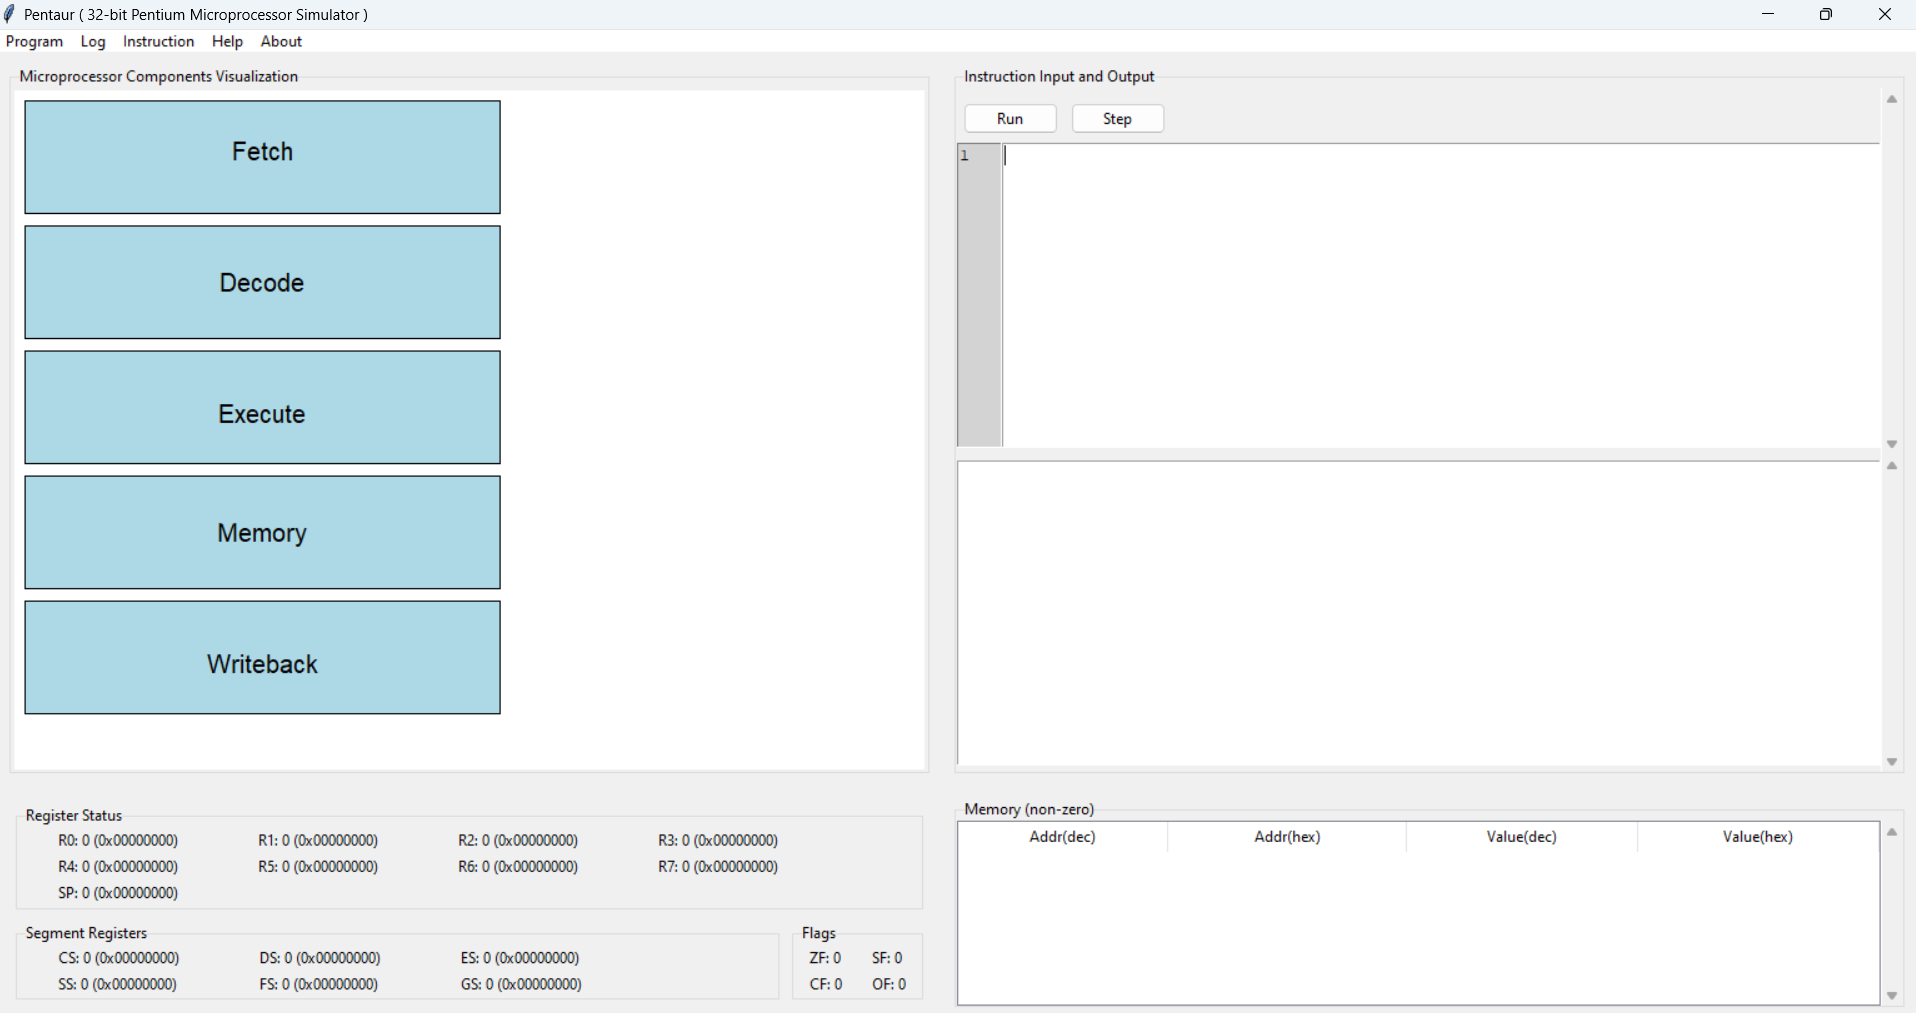 Pentaur ( 32-bit Pentium Microprocessor Simulator )
Program Log Instruction Help About
Microprocessor Components Visualization
Fetch
Decode
Execute
Memory
Writeback
Instruction Input and Output
Run Step
1
Register Status
R0: 0 (0x00000000) R1: 0 (0x00000000) R2: 0 (0x00000000) R3: 0 (0x00000000)
R4: 0 (0x00000000) R5: 0 (0x00000000) R6: 0 (0x00000000) R7: 0 (0x00000000)
SP: 0 (0x00000000)
Segment Registers
CS: 0 (0x00000000) DS: 0 (0x00000000) ES: 0 (0x00000000)
SS: 0 (0x00000000) FS: 0 (0x00000000) GS: 0 (0x00000000)
Flags
ZF: 0 SF: 0
CF: 0 OF: 0
Memory (non-zero)
Addr(dec) Addr(hex) Value(dec) Value(hex)